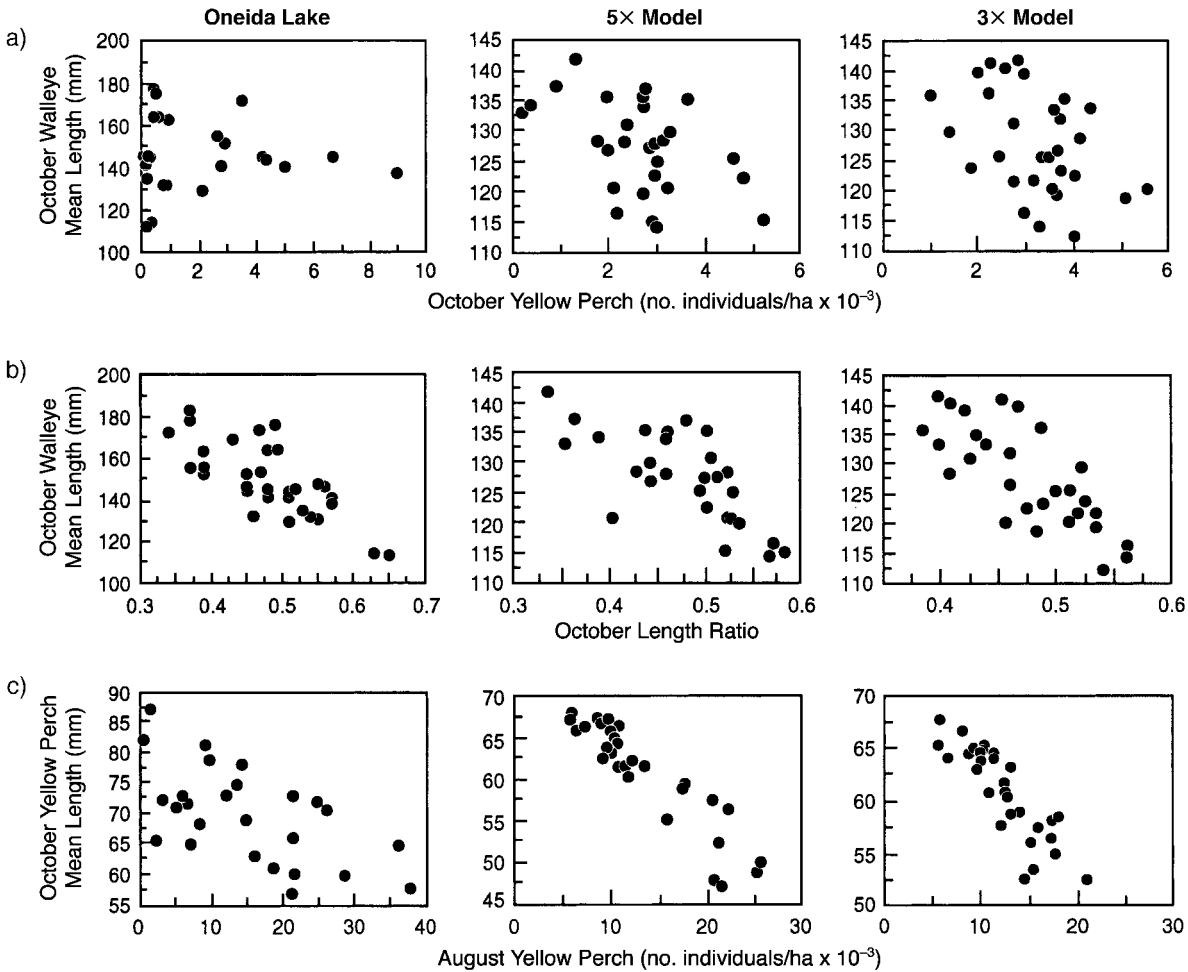 Oneida Lake 5× Model 3× Model
a)
October Walleye
Mean Length (mm)
200
180
160
140
120
100
0 2 4 6 8 10
145
140
135
130
125
120
115
110
0 2 4 6
145
140
135
130
125
120
115
110
0 2 4 6
October Yellow Perch (no. individuals/ha x 10⁻³)
b)
October Walleye
Mean Length (mm)
200
180
160
140
120
100
0.3 0.4 0.5 0.6 0.7
145
140
135
130
125
120
115
110
0.3 0.4 0.5 0.6
145
140
135
130
125
120
115
110
0.4 0.5 0.6
October Length Ratio
c)
October Yellow Perch
Mean Length (mm)
90
85
80
75
70
65
60
55
0 10 20 30 40
70
65
60
55
50
45
0 10 20 30
70
65
60
55
50
0 10 20 30
August Yellow Perch (no. individuals/ha x 10⁻³)